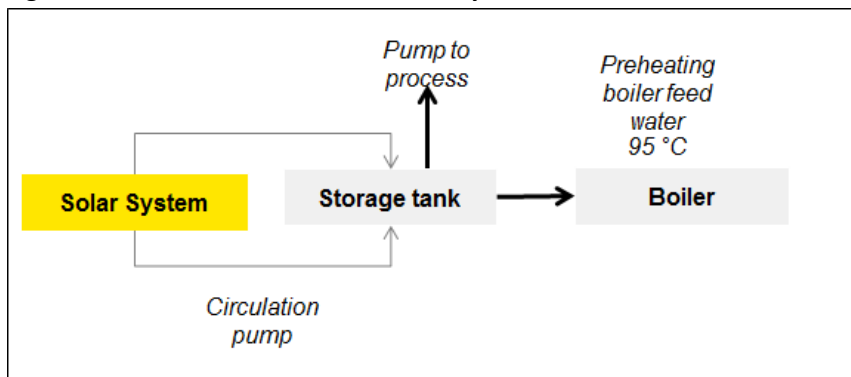 Pump to
process
Preheating
boiler feed
water
95 °C
Solar System
Storage tank
Boiler
Circulation
pump